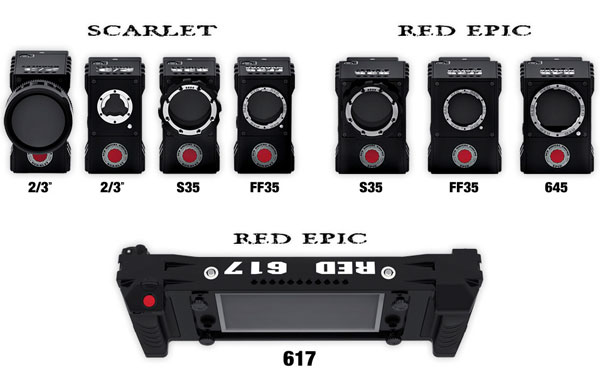 SCARLET
RED EPIC
2/3"
2/3"
S35
FF35
S35
FF35
645
RED EPIC
RED 617
617